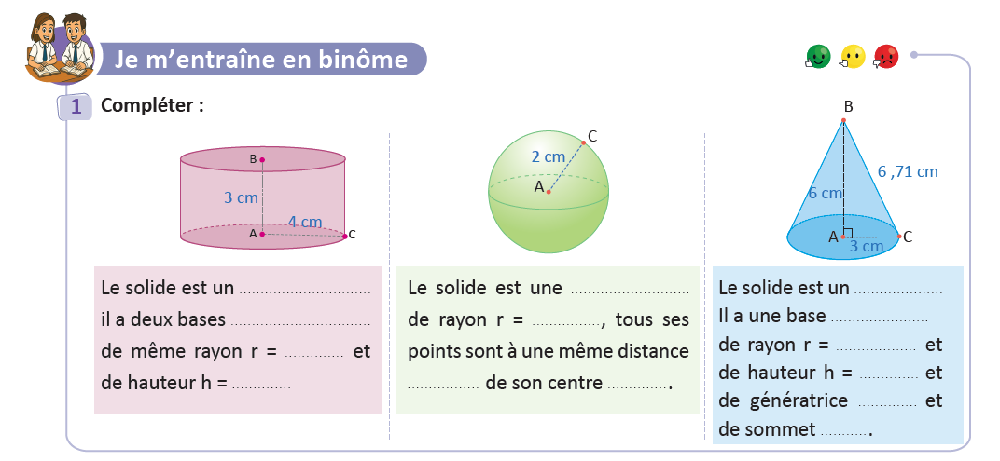 Je m'entraîne en binôme
1 Compléter :
B
3 cm
4 cm
A
C
Le solide est un ............................
il a deux bases ..............................
de même rayon r = ............. et
de hauteur h = .............
C
2 cm
A
Le solide est une ..........................
de rayon r = ..............., tous ses
points sont à une même distance
................ de son centre ............. .
B
6 ,71 cm
6 cm
A
C
3 cm
Le solide est un ...................
Il a une base .....................
de rayon r = ................. et
de hauteur h = ............. et
de génératrice ............. et
de sommet ........... .